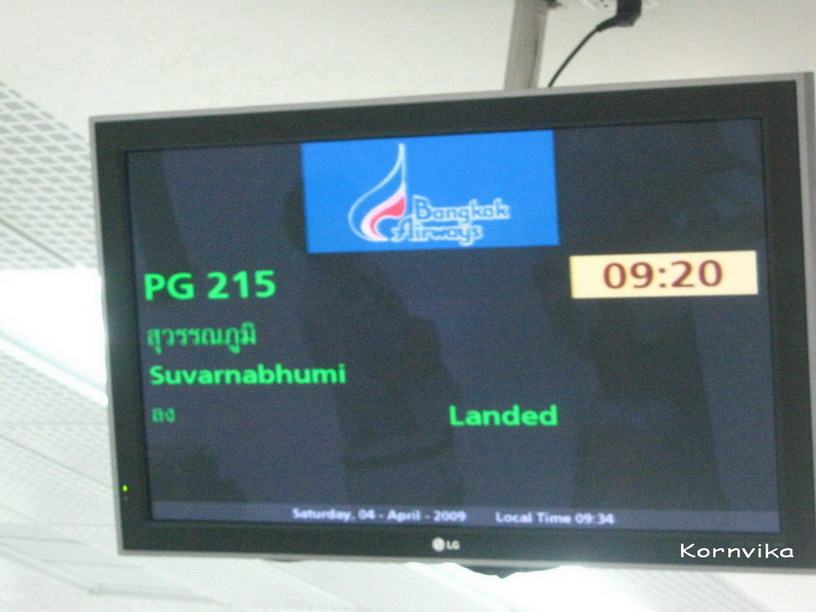 Bangkok
Airways
PG 215
09:20
สุวรรณภูมิ
Suvarnabhumi
ลง
Landed
Saturday, 04 - April - 2009
Local Time 09:34
LG
Kornvika